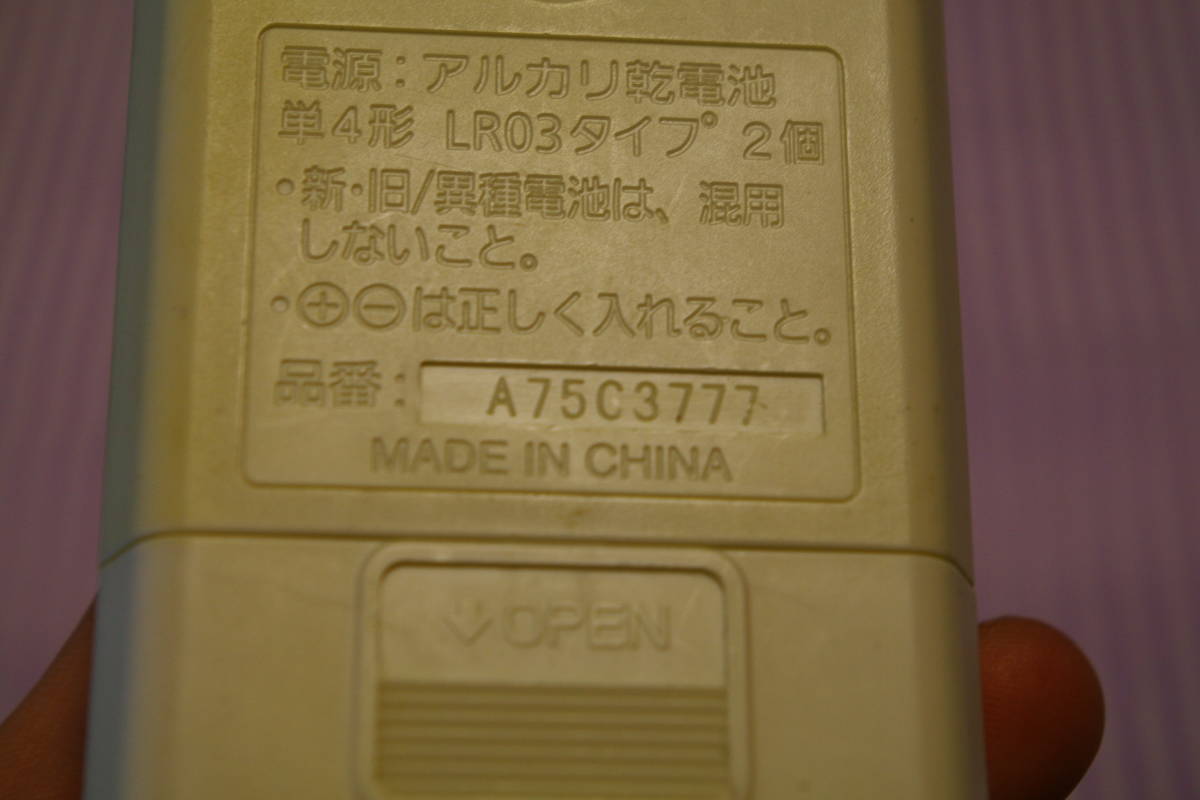 電源:アルカリ乾電池
単4形 LR03タイプ 2個
・新・旧/異種電池は、混用
しないこと。
・⊕⊖は正しく入れること。
品番: A75C3777
MADE IN CHINA
↓OPEN